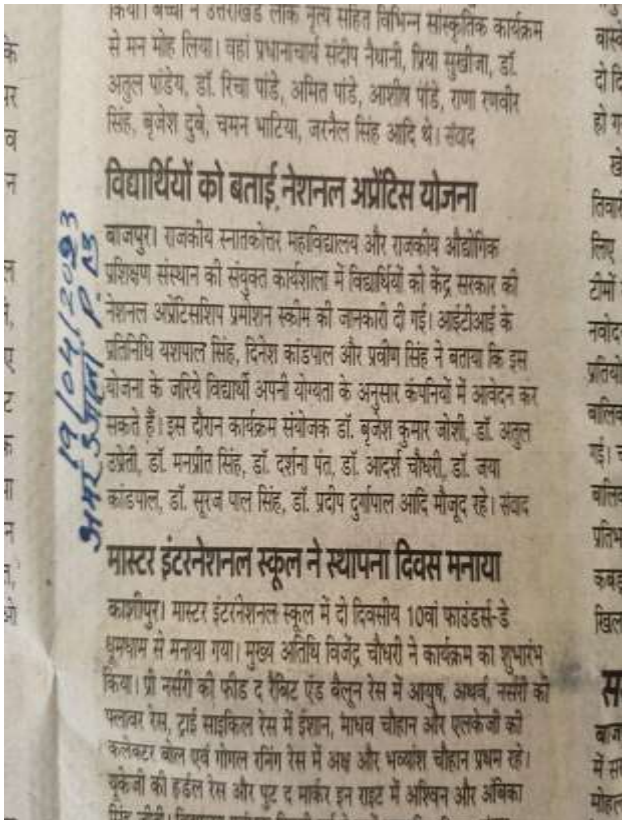 किया। बच्चों ने उत्तराखंड लोक नृत्य सहित विभिन्न सांस्कृतिक कार्यक्रम
से मन मोह लिया। वहां प्रधानाचार्य संदीप नैथानी, प्रिया सुखीजा, डॉ.
अतुल पांडेय, डॉ. रिचा पांडे, अमित पांडे, आशीष पांडे, राणा रणवीर
सिंह, बृजेश दुबे, चमन भाटिया, जरनैल सिंह आदि थे। संवाद
विद्यार्थियों को बताई नेशनल अप्रेंटिस योजना
बाजपुर। राजकीय स्नातकोत्तर महाविद्यालय और राजकीय औद्योगिक
प्रशिक्षण संस्थान की संयुक्त कार्यशाला में विद्यार्थियों को केंद्र सरकार की
नेशनल अप्रेंटिसशिप प्रमोशन स्कीम की जानकारी दी गई। आईटीआई के
प्रतिनिधि यशपाल सिंह, दिनेश कांडपाल और प्रवीण सिंह ने बताया कि इस
योजना के जरिये विद्यार्थी अपनी योग्यता के अनुसार कंपनियों में आवेदन कर
सकते हैं। इस दौरान कार्यक्रम संयोजक डॉ. बृजेश कुमार जोशी, डॉ. अतुल
उप्रेती, डॉ. मनप्रीत सिंह, डॉ. दर्शना पंत, डॉ. आदर्श चौधरी, डॉ. जया
कांडपाल, डॉ. सूरज पाल सिंह, डॉ. प्रदीप दुर्गापाल आदि मौजूद रहे। संवाद
19/04/2023
अमर उजाला P.
मास्टर इंटरनेशनल स्कूल ने स्थापना दिवस मनाया
काशीपुर। मास्टर इंटरनेशनल स्कूल में दो दिवसीय 10वां फाउंडर्स-डे
धूमधाम से मनाया गया। मुख्य अतिथि विजेंद्र चौधरी ने कार्यक्रम का शुभारंभ
किया। प्री नर्सरी की फीड द रैबिट एंड बैलून रेस में आयुष, अथर्व, नर्सरी की
फ्लावर रेस, ट्राई साइकिल रेस में ईशान, माधव चौहान और एलकेजी की
कलेक्टर बॉल एवं गोगल रनिंग रेस में अक्ष और भव्यांश चौहान प्रथम रहे।
यूकेजी की हर्डल रेस और पुट द मार्कर इन राइट में अश्विन और अंबिका